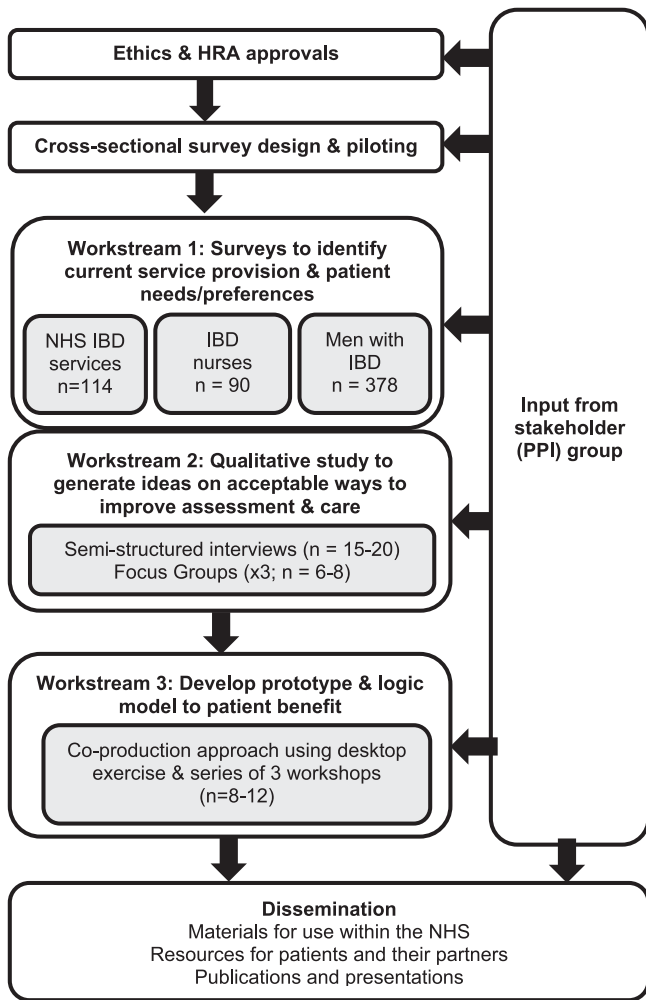 Ethics & HRA approvals
Cross-sectional survey design & piloting
Workstream 1: Surveys to identify
current service provision & patient
needs/preferences
NHS IBD
services
n=114
IBD
nurses
n = 90
Men with
IBD
n = 378
Workstream 2: Qualitative study to
generate ideas on acceptable ways to
improve assessment & care
Semi-structured interviews (n = 15-20)
Focus Groups (x3; n = 6-8)
Workstream 3: Develop prototype & logic
model to patient benefit
Co-production approach using desktop
exercise & series of 3 workshops
(n=8-12)
Input from
stakeholder
(PPI) group
Dissemination
Materials for use within the NHS
Resources for patients and their partners
Publications and presentations